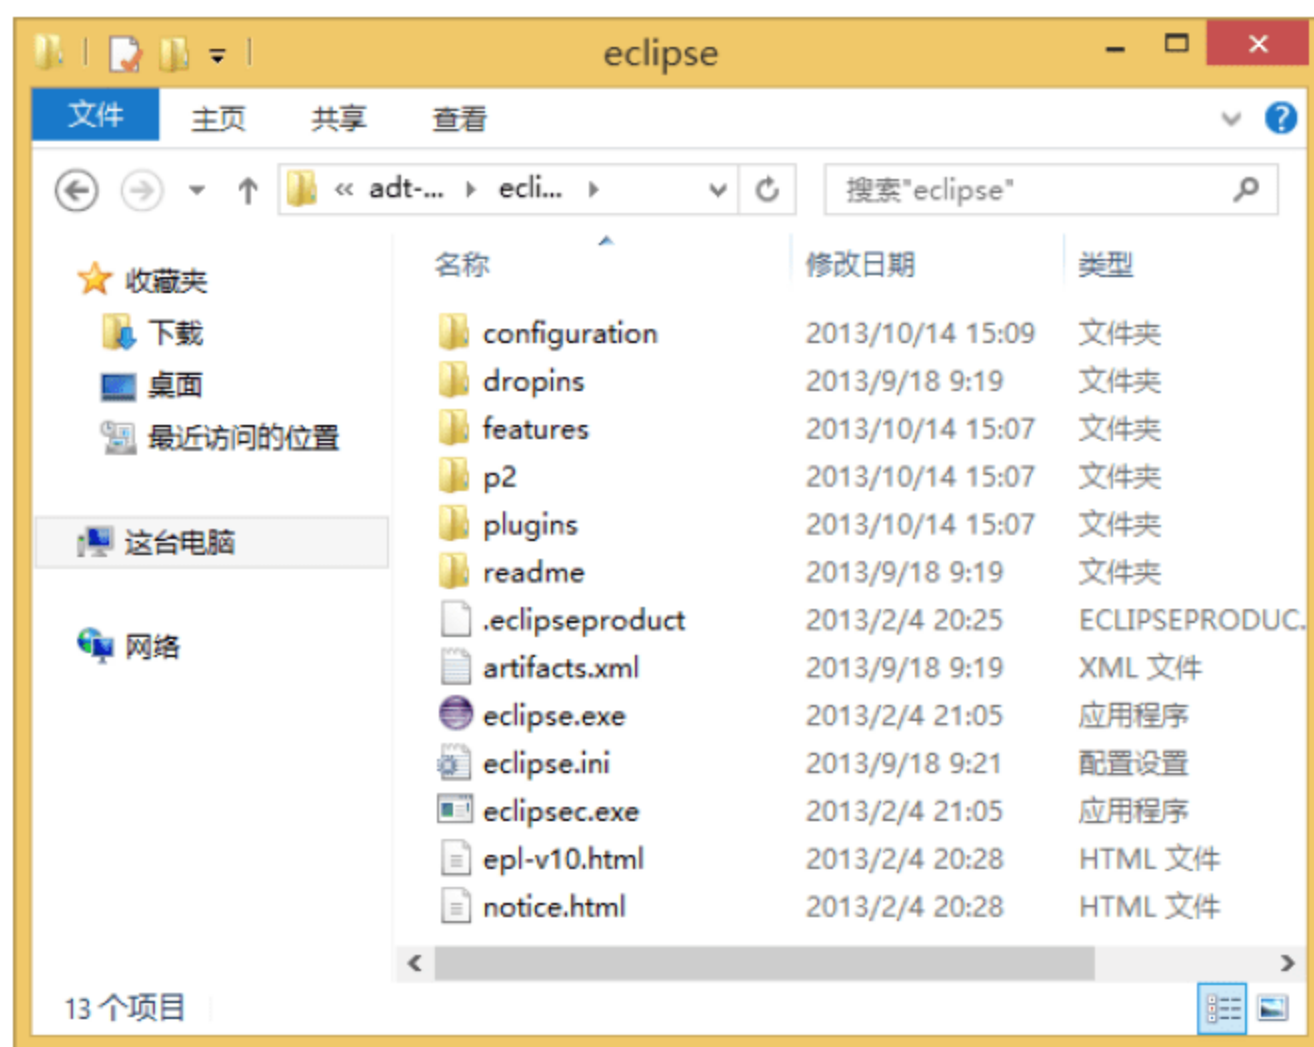 eclipse
文件 主页 共享 查看
« adt-... ecli... 搜索"eclipse"
名称 修改日期 类型
收藏夹
下载
桌面
最近访问的位置
这台电脑
网络
configuration 2013/10/14 15:09 文件夹
dropins 2013/9/18 9:19 文件夹
features 2013/10/14 15:07 文件夹
p2 2013/10/14 15:07 文件夹
plugins 2013/10/14 15:07 文件夹
readme 2013/9/18 9:19 文件夹
.eclipseproduct 2013/2/4 20:25 ECLIPSEPRODUC.
artifacts.xml 2013/9/18 9:19 XML 文件
eclipse.exe 2013/2/4 21:05 应用程序
eclipse.ini 2013/9/18 9:21 配置设置
eclipsec.exe 2013/2/4 21:05 应用程序
epl-v10.html 2013/2/4 20:28 HTML 文件
notice.html 2013/2/4 20:28 HTML 文件
13 个项目